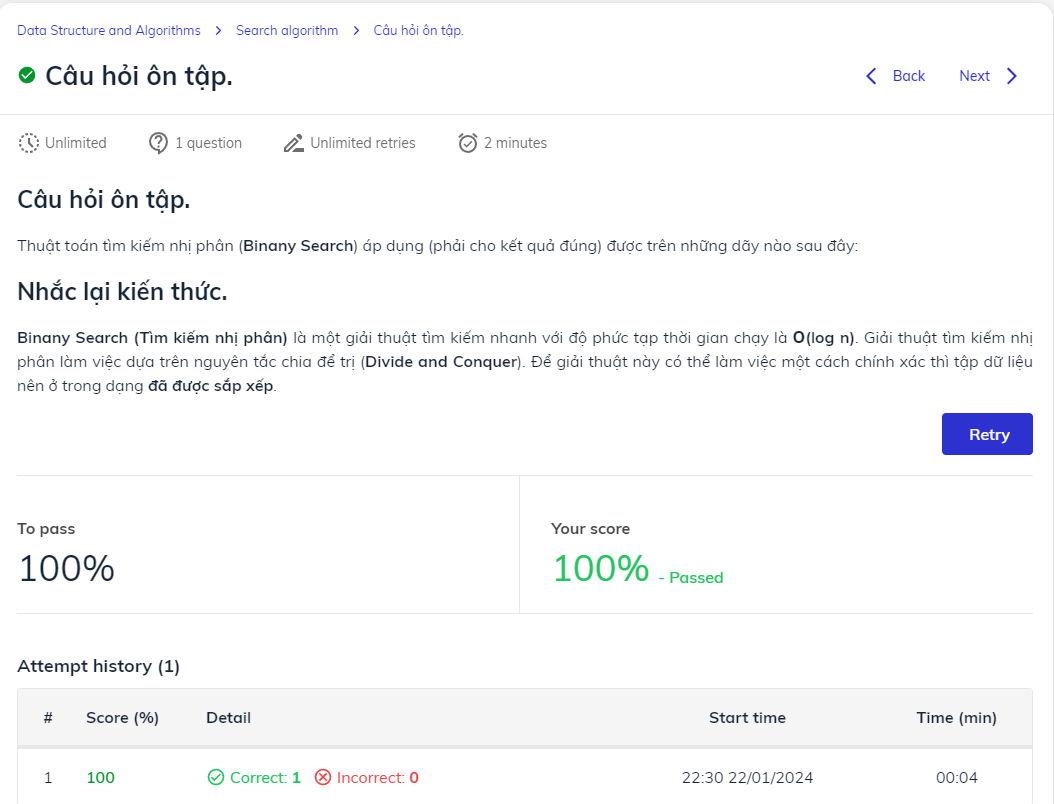 Data Structure and Algorithms > Search algorithm > Câu hỏi ôn tập.
Câu hỏi ôn tập.
Back Next
Unlimited 1 question Unlimited retries 2 minutes
Câu hỏi ôn tập.
Thuật toán tìm kiếm nhị phân (Binany Search) áp dụng (phải cho kết quả đúng) được trên những dãy nào sau đây:
Nhắc lại kiến thức.
Binany Search (Tìm kiếm nhị phân) là một giải thuật tìm kiếm nhanh với độ phức tạp thời gian chạy là O(log n). Giải thuật tìm kiếm nhị
phân làm việc dựa trên nguyên tắc chia để trị (Divide and Conquer). Để giải thuật này có thể làm việc một cách chính xác thì tập dữ liệu
nên ở trong dạng đã được sắp xếp.
Retry
To pass
100%
Your score
100% - Passed
Attempt history (1)
# Score (%) Detail Start time Time (min)
1 100 Correct: 1 Incorrect: 0 22:30 22/01/2024 00:04